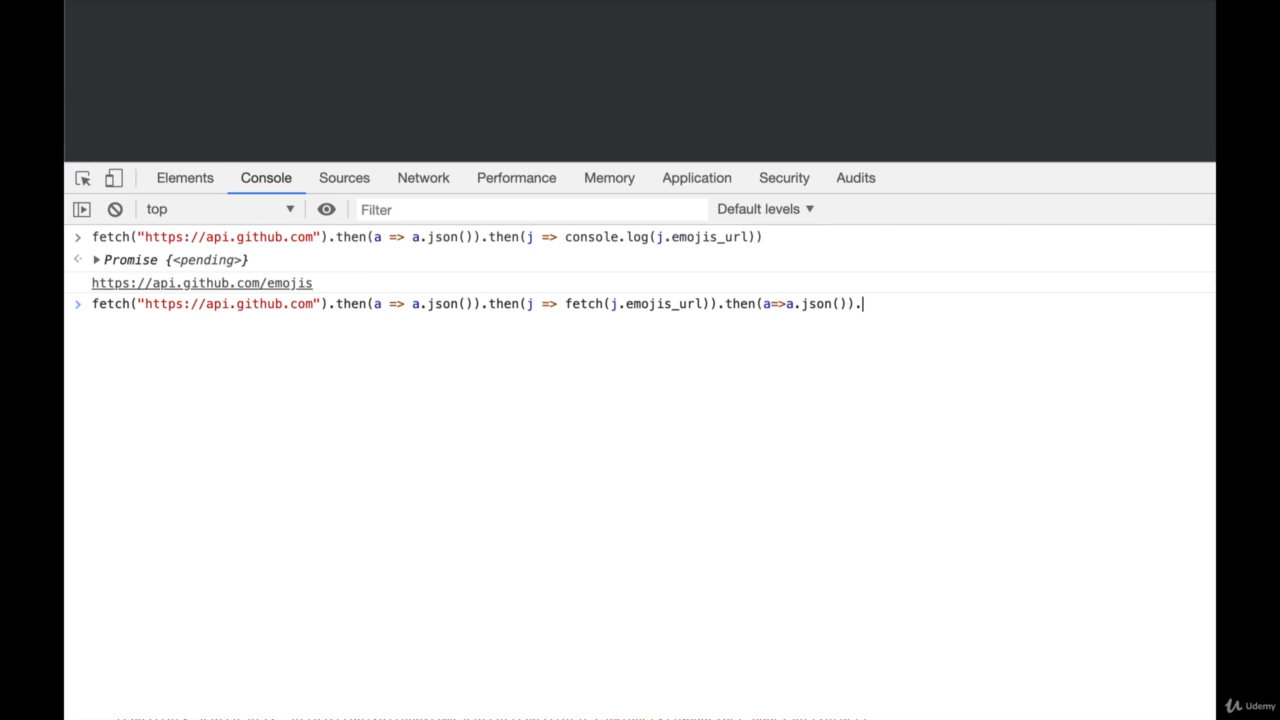 Elements Console Sources Network Performance Memory Application Security Audits
top Filter Default levels
fetch("https://api.github.com").then(a => a.json()).then(j => console.log(j.emojis_url))
Promise {<pending>}
https://api.github.com/emojis
fetch("https://api.github.com").then(a => a.json()).then(j => fetch(j.emojis_url)).then(a=>a.json()).
Udemy